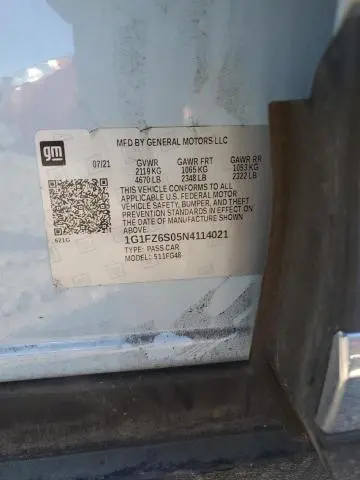 gm
MFD BY GENERAL MOTORS LLC
07/21 GVWR GAWR FRT GAWR RR
2119 KG 1065 KG 1053 KG
4670 LB 2348 LB 2322 LB
THIS VEHICLE CONFORMS TO ALL
APPLICABLE U.S. FEDERAL MOTOR
VEHICLE SAFETY, BUMPER, AND THEFT
PREVENTION STANDARDS IN EFFECT ON
THE DATE OF MANUFACTURE SHOWN ABOVE.
621G
1G1FZ6S05N4114021
TYPE: PASS CAR
MODEL: 511FG48